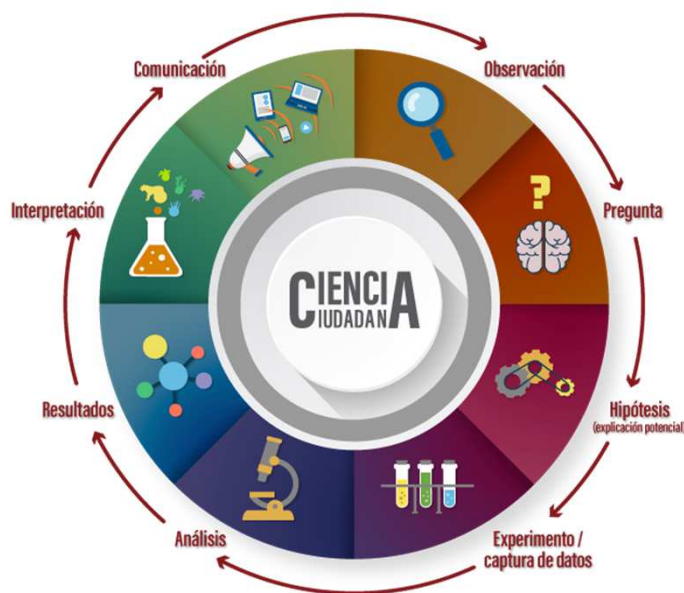 Comunicación
Observación
Interpretación
?
Pregunta
CIENCIA
CIUDADANA
Resultados
Hipótesis
(explicación potencial)
Análisis
Experimento /
captura de datos